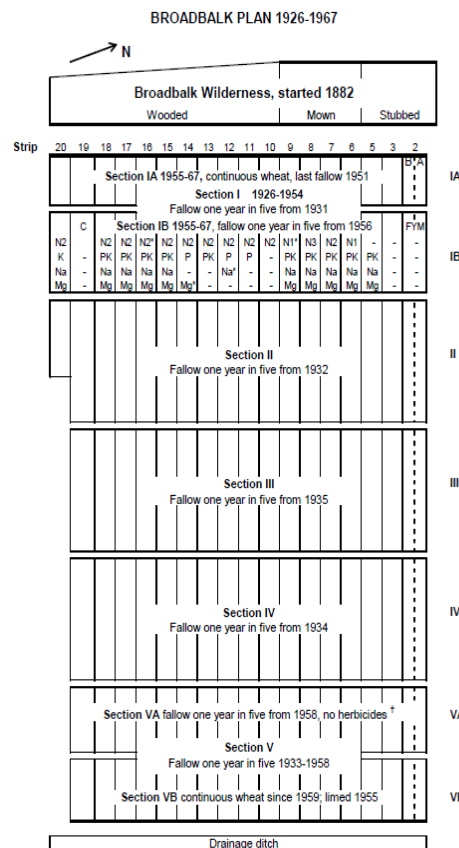 BROADBALK PLAN 1926-1967
N
Broadbalk Wilderness, started 1882
Wooded Mown Stubbed
Strip 20 19 18 17 16 15 14 13 12 11 10 9 8 7 6 5 3 2
B A
Section IA 1955-67, continuous wheat, last fallow 1951 IA
Section I 1926-1954
Fallow one year in five from 1931
C Section IB 1955-67, fallow one year in five from 1956 FYM
N2 N2 N2 N2* N2 N2 N2 N2 N2 N2 N1* N3 N2 N1 - - -
K - PK PK PK PK P P P P - PK PK PK PK PK - - IB
Na - Na Na Na Na - - Na* - - Na Na Na Na Na - -
Mg - Mg Mg Mg Mg Mg* - - - - Mg Mg Mg Mg Mg - -
Section II II
Fallow one year in five from 1932
Section III III
Fallow one year in five from 1935
Section IV IV
Fallow one year in five from 1934
Section VA fallow one year in five from 1958, no herbicides † VA
Section V
Fallow one year in five 1933-1958
Section VB continuous wheat since 1959; limed 1955
Drainage ditch